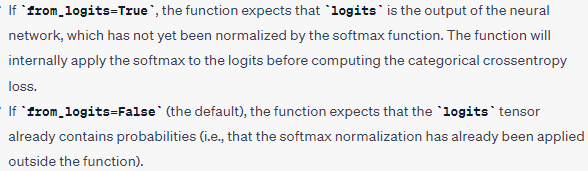 If `from_logits=True`, the function expects that `logits` is the output of the neural
network, which has not yet been normalized by the softmax function. The function will
internally apply the softmax to the logits before computing the categorical crossentropy
loss.
If `from_logits=False` (the default), the function expects that the `logits` tensor
already contains probabilities (i.e., that the softmax normalization has already been applied
outside the function).